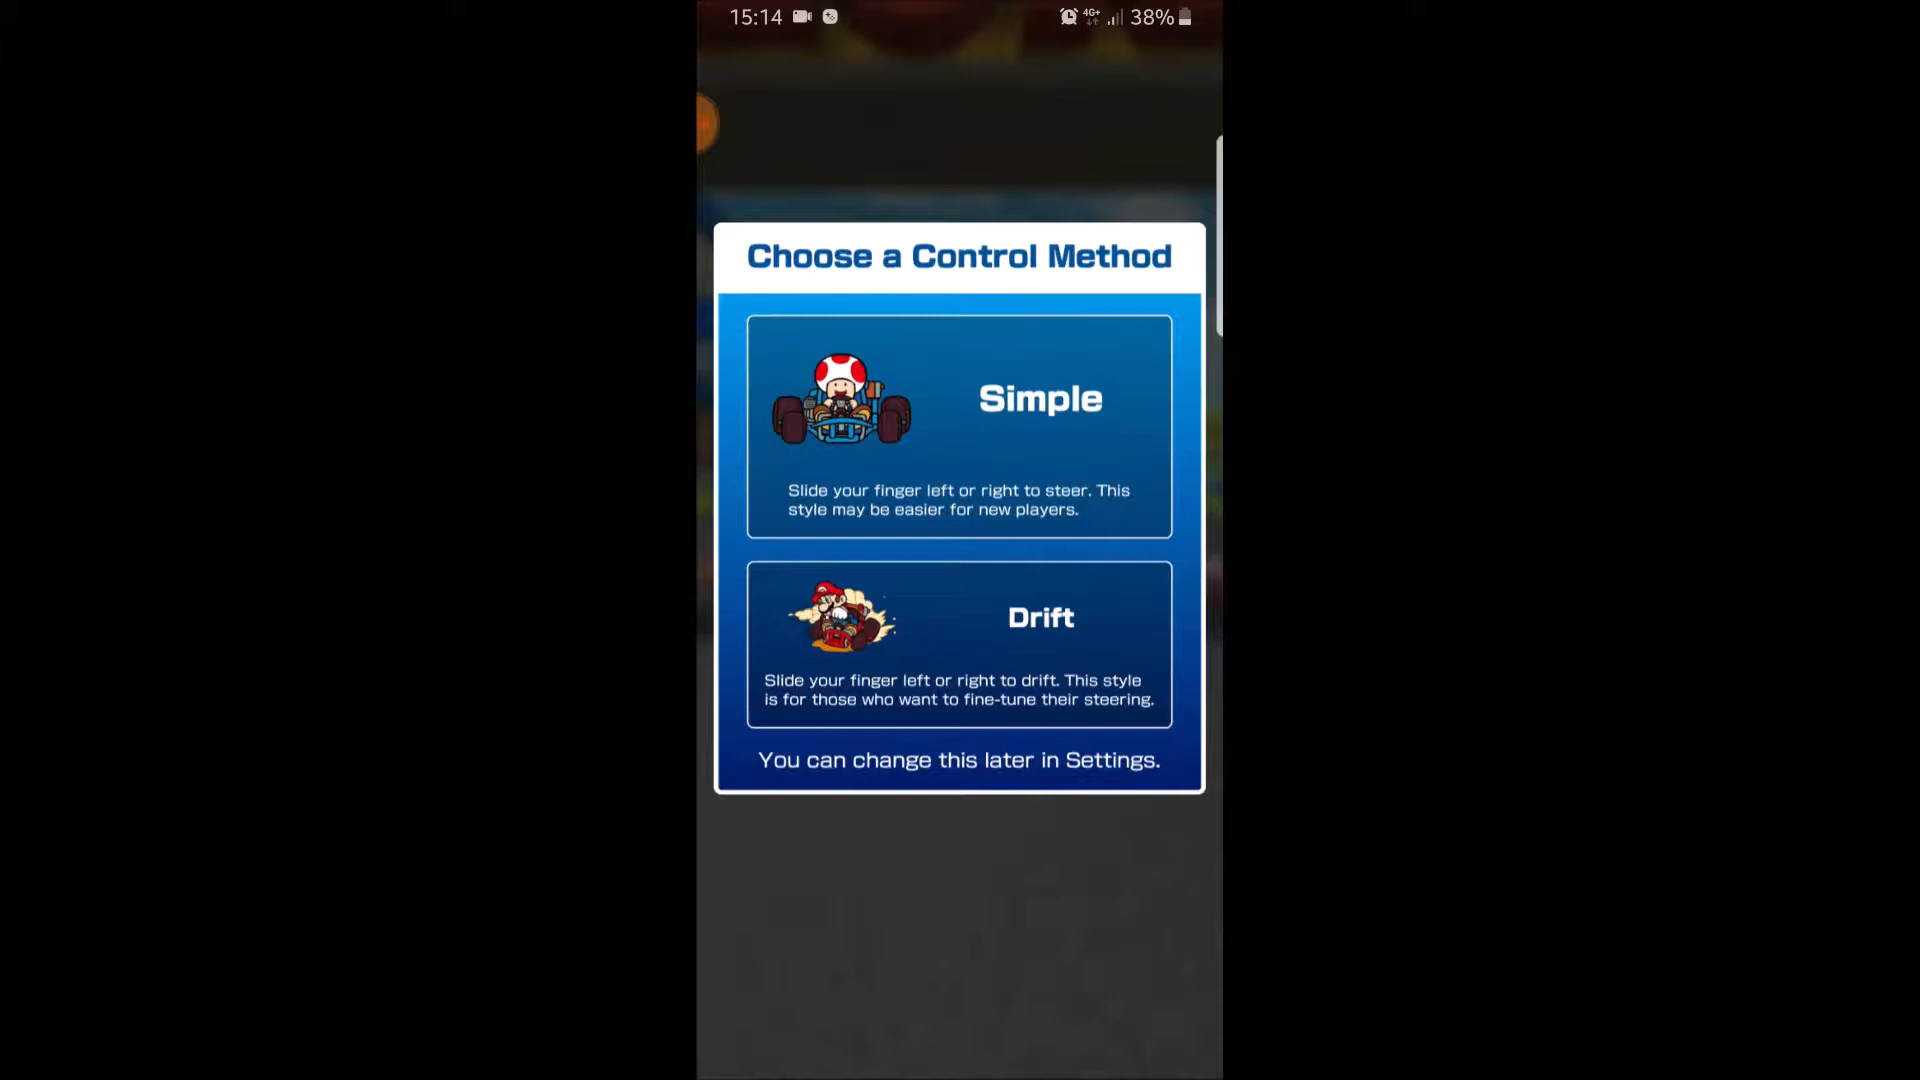 15:14 4G+ 38%
Choose a Control Method
Simple
Slide your finger left or right to steer. This
style may be easier for new players.
Drift
Slide your finger left or right to drift. This style
is for those who want to fine-tune their steering.
You can change this later in Settings.